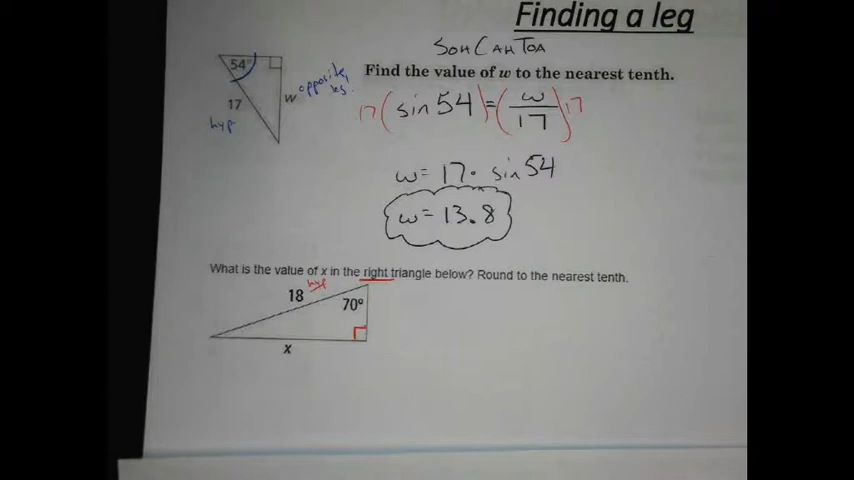 Finding a leg
SOH CAH TOA
Find the value of w to the nearest tenth.
54°
17
hyp
w
opposite
leg
17 ( sin 54 ) = ( w/17 ) 17
w = 17 · sin 54
w = 13.8
What is the value of x in the right triangle below? Round to the nearest tenth.
hyp
18
70º
x